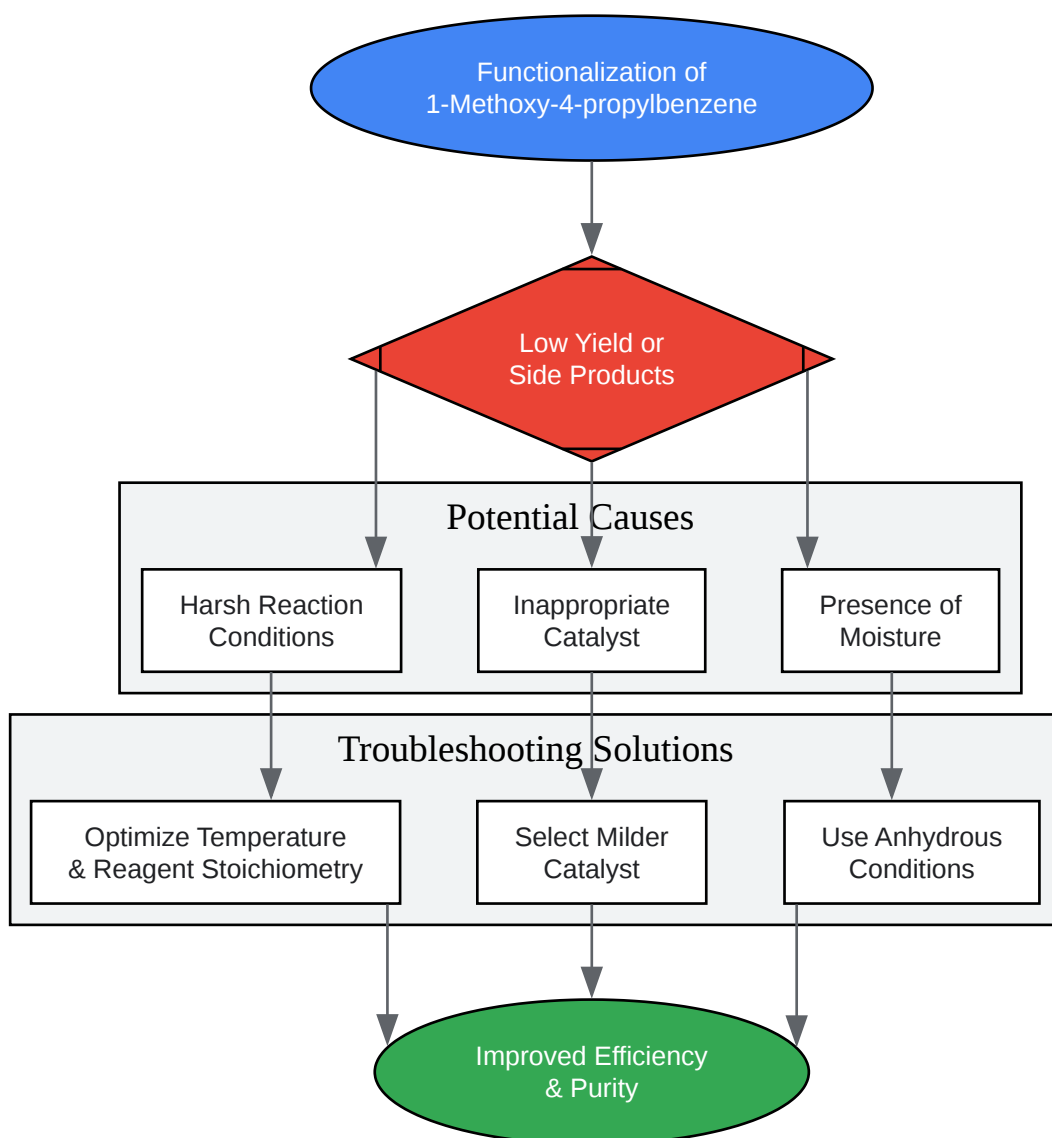 Functionalization of
1-Methoxy-4-propylbenzene
Low Yield or
Side Products
Potential Causes
Harsh Reaction
Conditions
Inappropriate
Catalyst
Presence of
Moisture
Troubleshooting Solutions
Optimize Temperature
& Reagent Stoichiometry
Select Milder
Catalyst
Use Anhydrous
Conditions
Improved Efficiency
& Purity